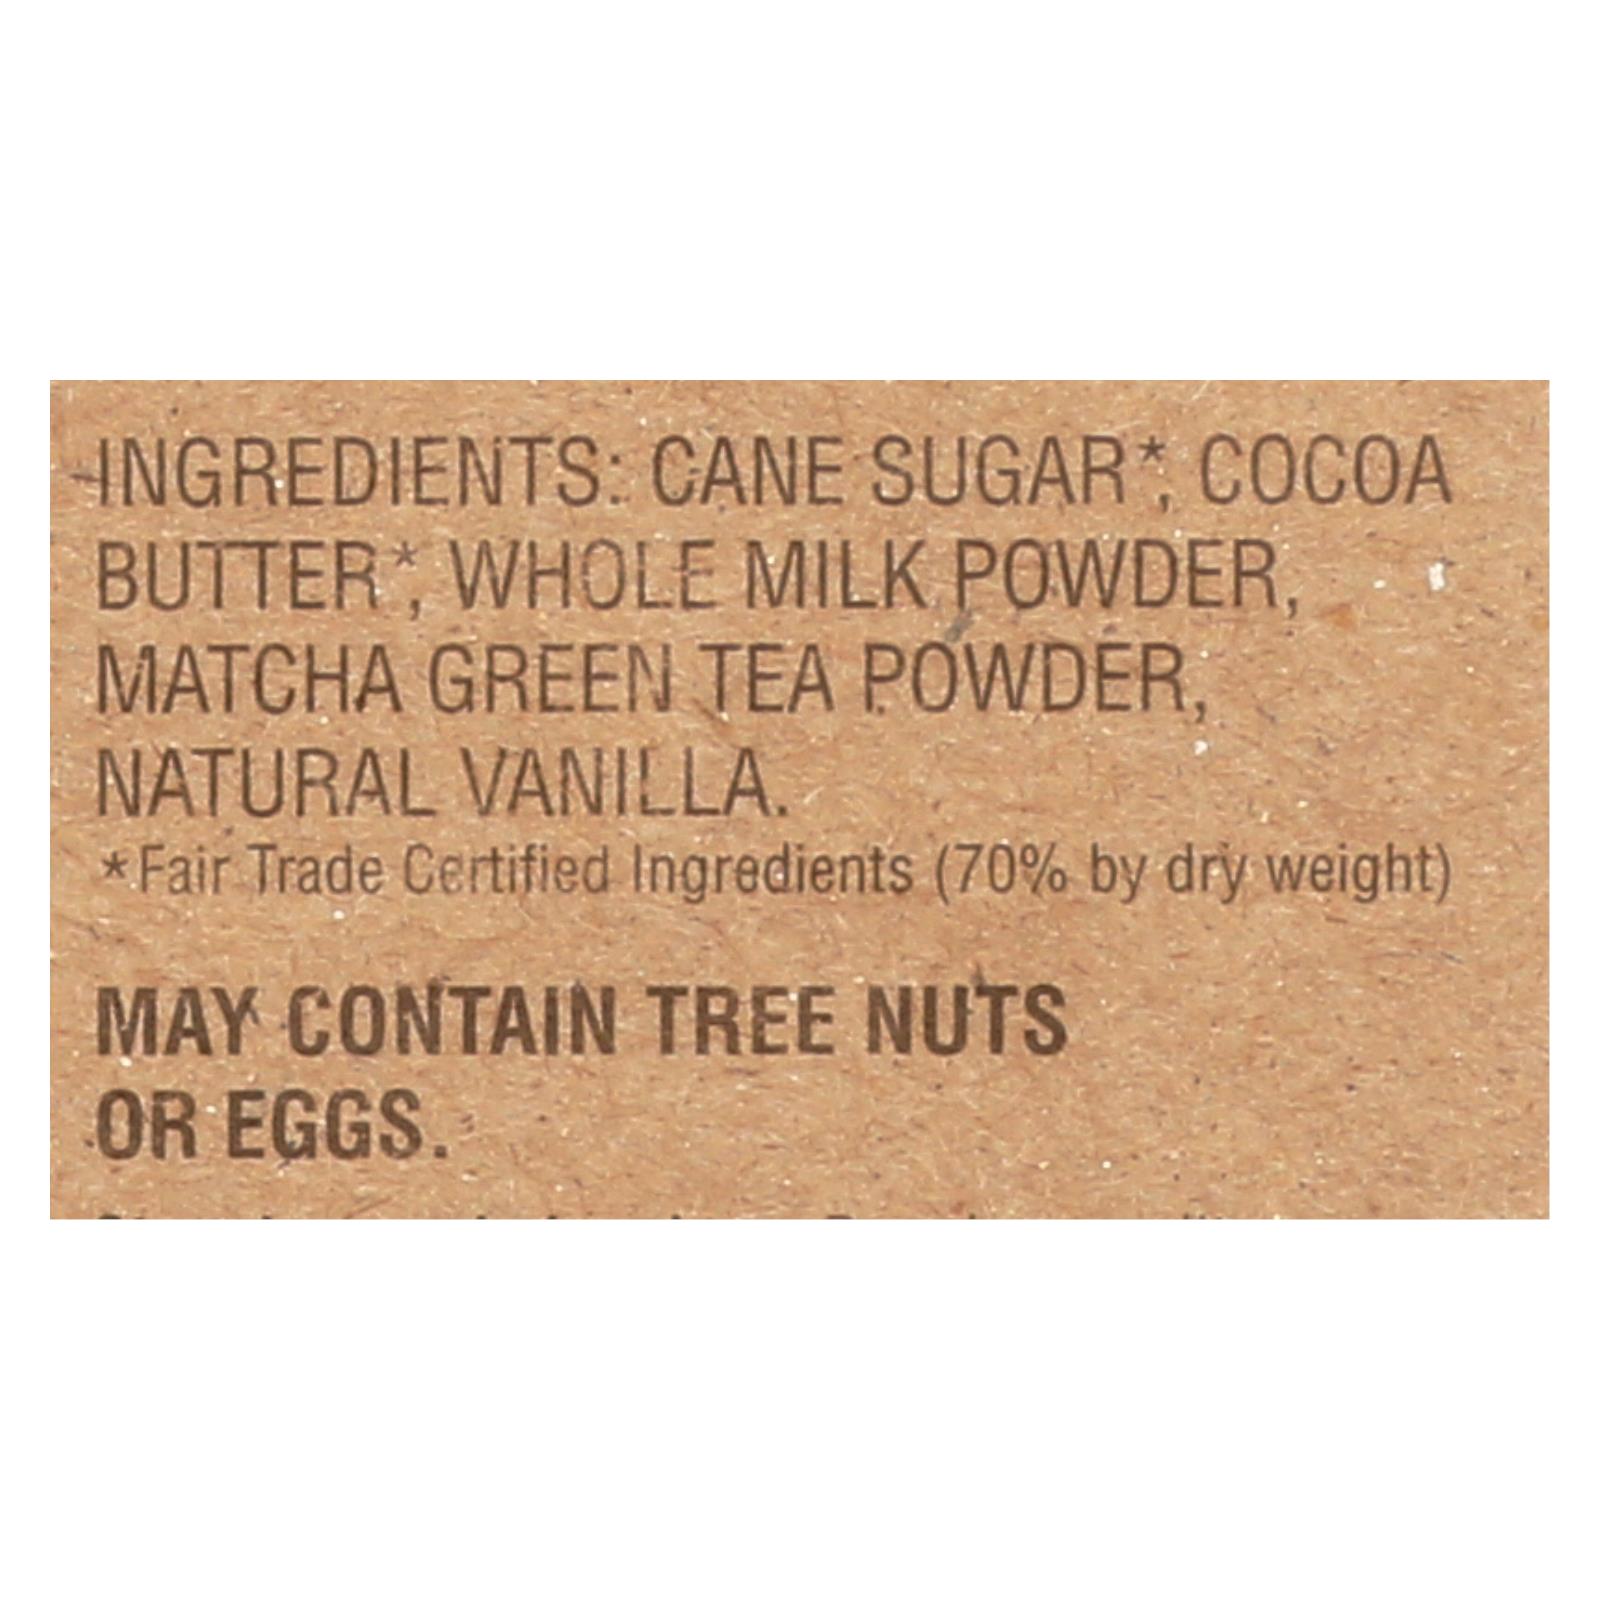 INGREDIENTS: CANE SUGAR*, COCOA
BUTTER*, WHOLE MILK POWDER,
MATCHA GREEN TEA POWDER,
NATURAL VANILLA.
*Fair Trade Certified Ingredients (70% by dry weight)
MAY CONTAIN TREE NUTS
OR EGGS.